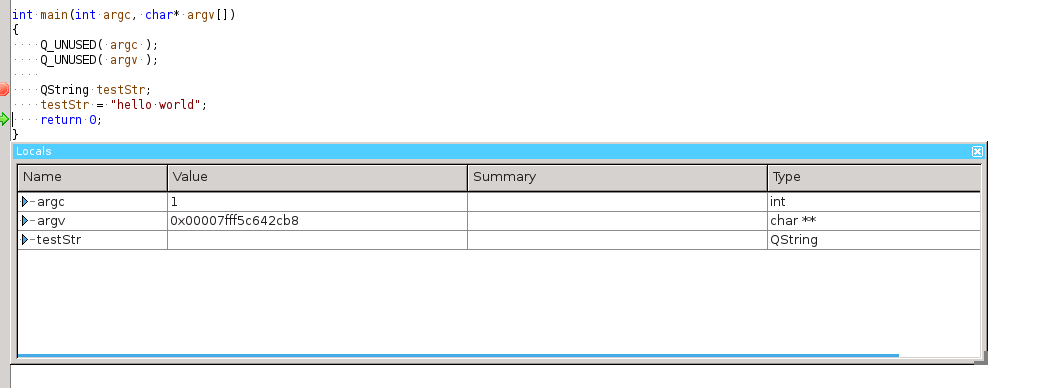 int main(int argc, char* argv[])
{
Q_UNUSED( argc );
Q_UNUSED( argv );
QString testStr;
testStr = "hello world";
return 0;
}
Locals
Name Value Summary Type
argc 1 int
argv 0x00007fff5c642cb8 char **
testStr QString